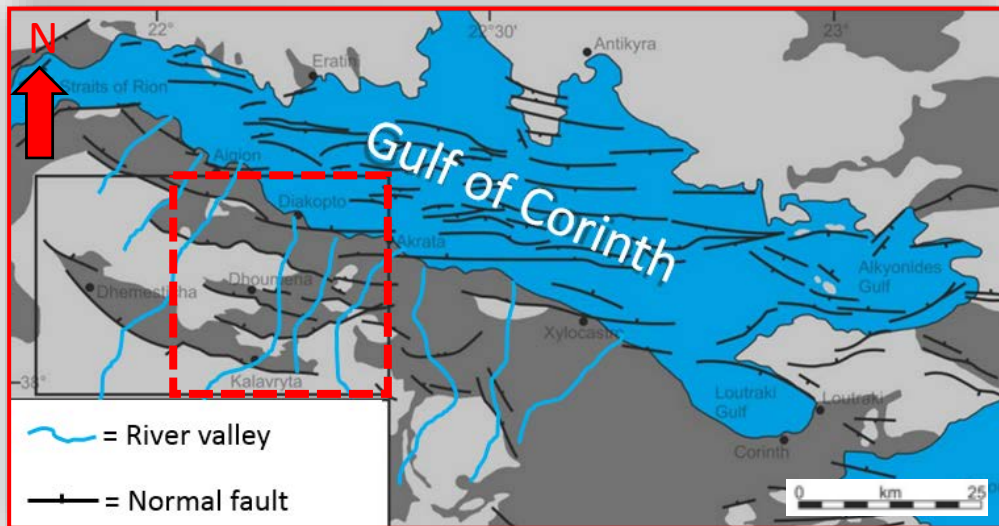 N
22°
22°30'
23°
Antikyra
Eratini
Straits of Rion
Aigion
Gulf of Corinth
Diakopto
Akrata
Alkyonides
Gulf
Dhoumena
Xylocastro
38°
Kalavryta
Loutraki
Gulf
Loutraki
Corinth
= River valley
= Normal fault
0 km 25